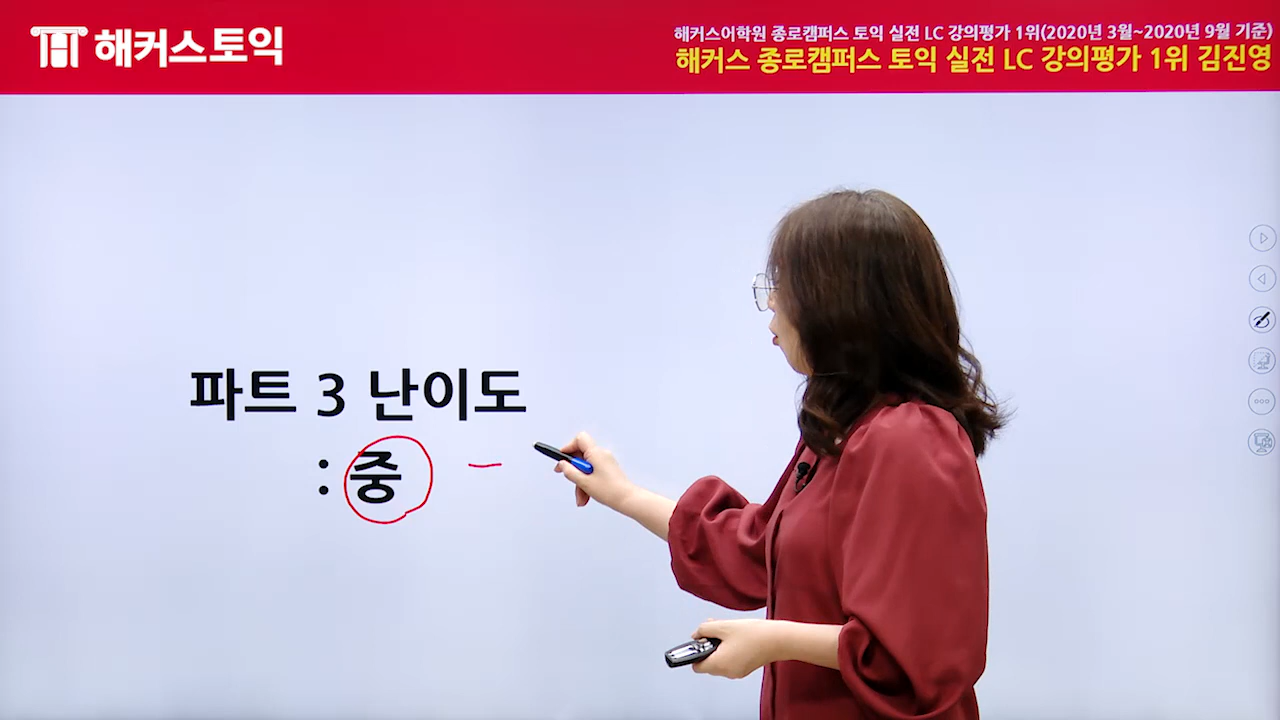 해커스토익
해커스어학원 종로캠퍼스 토익 실전 LC 강의평가 1위(2020년 3월~2020년 9월 기준)
해커스 종로캠퍼스 토익 실전 LC 강의평가 1위 김진영
파트 3 난이도
: 중